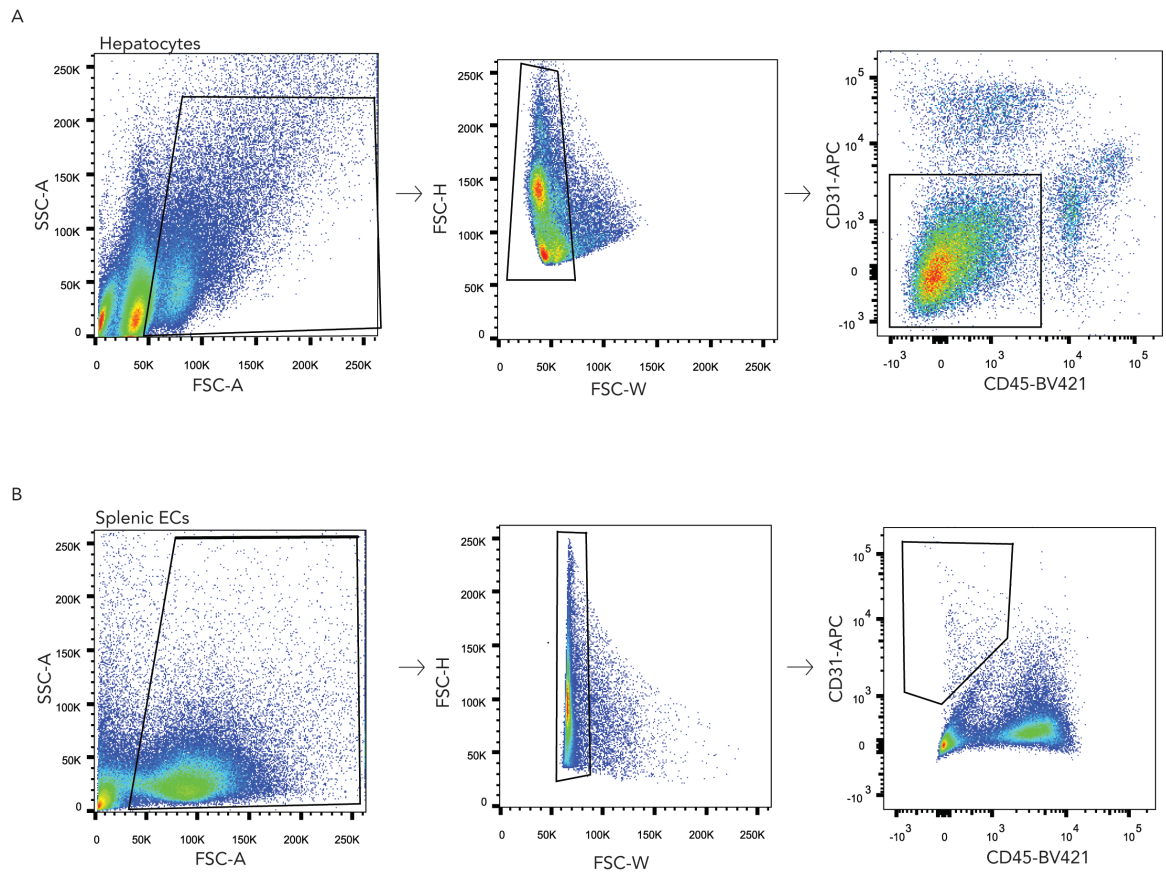 A
Hepatocytes
250K
200K
150K
100K
50K
0
SSC-A
0 50K 100K 150K 200K 250K
FSC-A
250K
200K
150K
100K
50K
0
FSC-H
0 50K 100K 150K 200K 250K
FSC-W
10^5
10^4
10^3
0
-10^3
CD31-APC
-10^3 0 10^3 10^4 10^5
CD45-BV421
B
Splenic ECs
250K
200K
150K
100K
50K
0
SSC-A
0 50K 100K 150K 200K 250K
FSC-A
250K
200K
150K
100K
50K
0
FSC-H
0 50K 100K 150K 200K 250K
FSC-W
10^5
10^4
10^3
0
-10^3
CD31-APC
-10^3 0 10^3 10^4 10^5
CD45-BV421